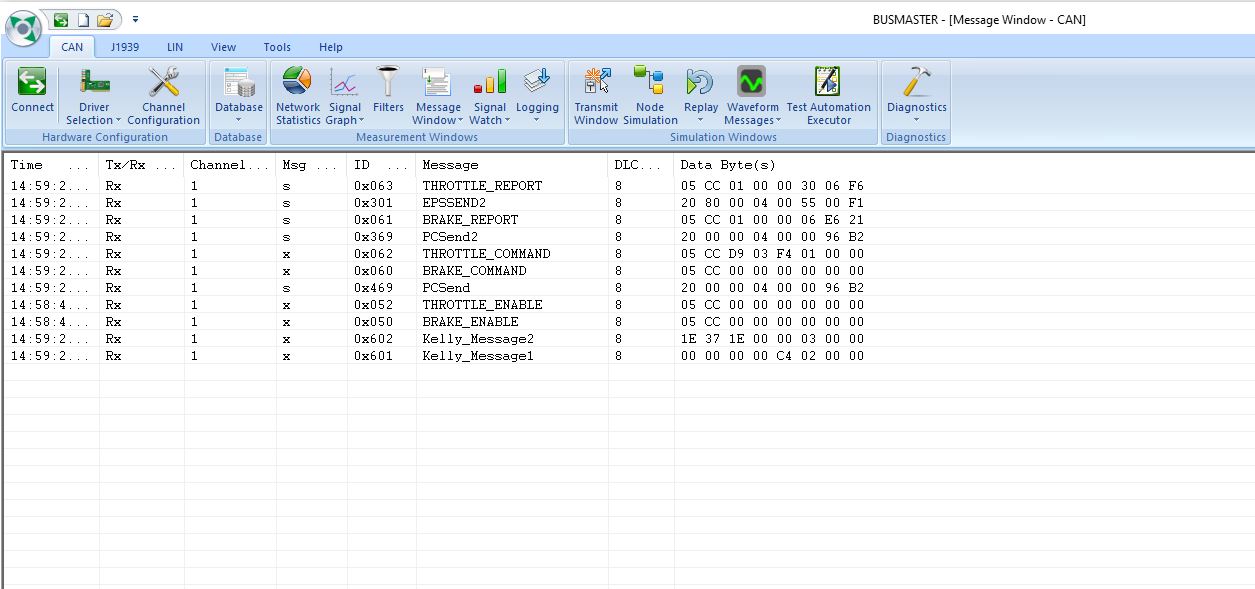 BUSMASTER - [Message Window - CAN]
CAN J1939 LIN View Tools Help
Connect Driver Selection Channel Configuration Database Network Statistics Signal Graph Filters Message Window Signal Watch Logging Transmit Window Node Simulation Replay Waveform Messages Test Automation Executor Diagnostics
Hardware Configuration Database Measurement Windows Simulation Windows Diagnostics
Time ... Tx/Rx ... Channel... Msg ... ID ... Message DLC... Data Byte(s)
14:59:2... Rx 1 s 0x063 THROTTLE_REPORT 8 05 CC 01 00 00 30 06 F6
14:59:2... Rx 1 s 0x301 EPSSEND2 8 20 80 00 04 00 55 00 F1
14:59:2... Rx 1 s 0x061 BRAKE_REPORT 8 05 CC 01 00 00 06 E6 21
14:59:2... Rx 1 s 0x369 PCSend2 8 20 00 00 04 00 00 96 B2
14:59:2... Rx 1 x 0x062 THROTTLE_COMMAND 8 05 CC D9 03 F4 01 00 00
14:59:2... Rx 1 x 0x060 BRAKE_COMMAND 8 05 CC 00 00 00 00 00 00
14:59:2... Rx 1 s 0x469 PCSend 8 20 00 00 04 00 00 96 B2
14:58:4... Rx 1 x 0x052 THROTTLE_ENABLE 8 05 CC 00 00 00 00 00 00
14:58:4... Rx 1 x 0x050 BRAKE_ENABLE 8 05 CC 00 00 00 00 00 00
14:59:2... Rx 1 x 0x602 Kelly_Message2 8 1E 37 1E 00 00 03 00 00
14:59:2... Rx 1 x 0x601 Kelly_Message1 8 00 00 00 00 C4 02 00 00